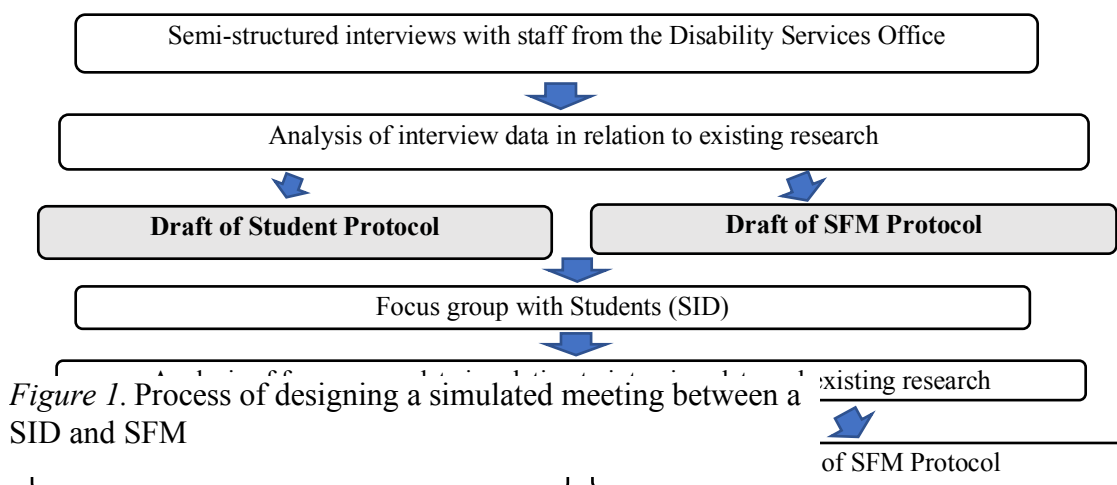 Semi-structured interviews with staff from the Disability Services Office
Analysis of interview data in relation to existing research
Draft of Student Protocol
Draft of SFM Protocol
Focus group with Students (SID)
existing research
Figure 1. Process of designing a simulated meeting between a
SID and SFM
of SFM Protocol